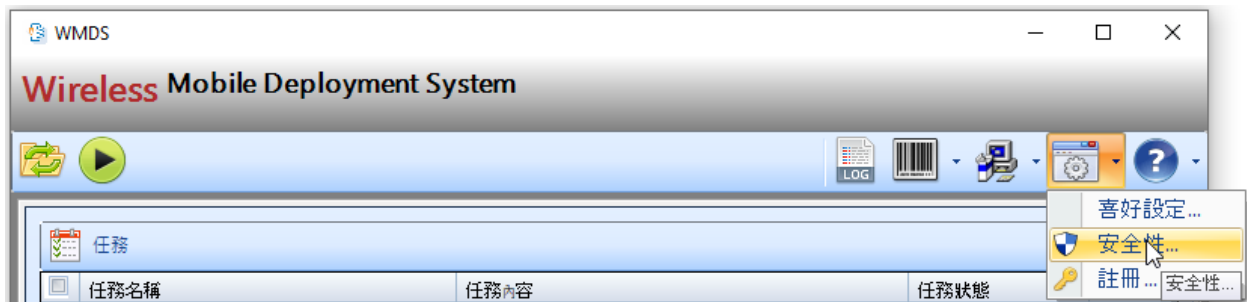 WMDS
Wireless Mobile Deployment System
LOG
?
喜好設定...
任務
安全性...
任務名稱 任務內容 任務狀態
註冊...
安全性...